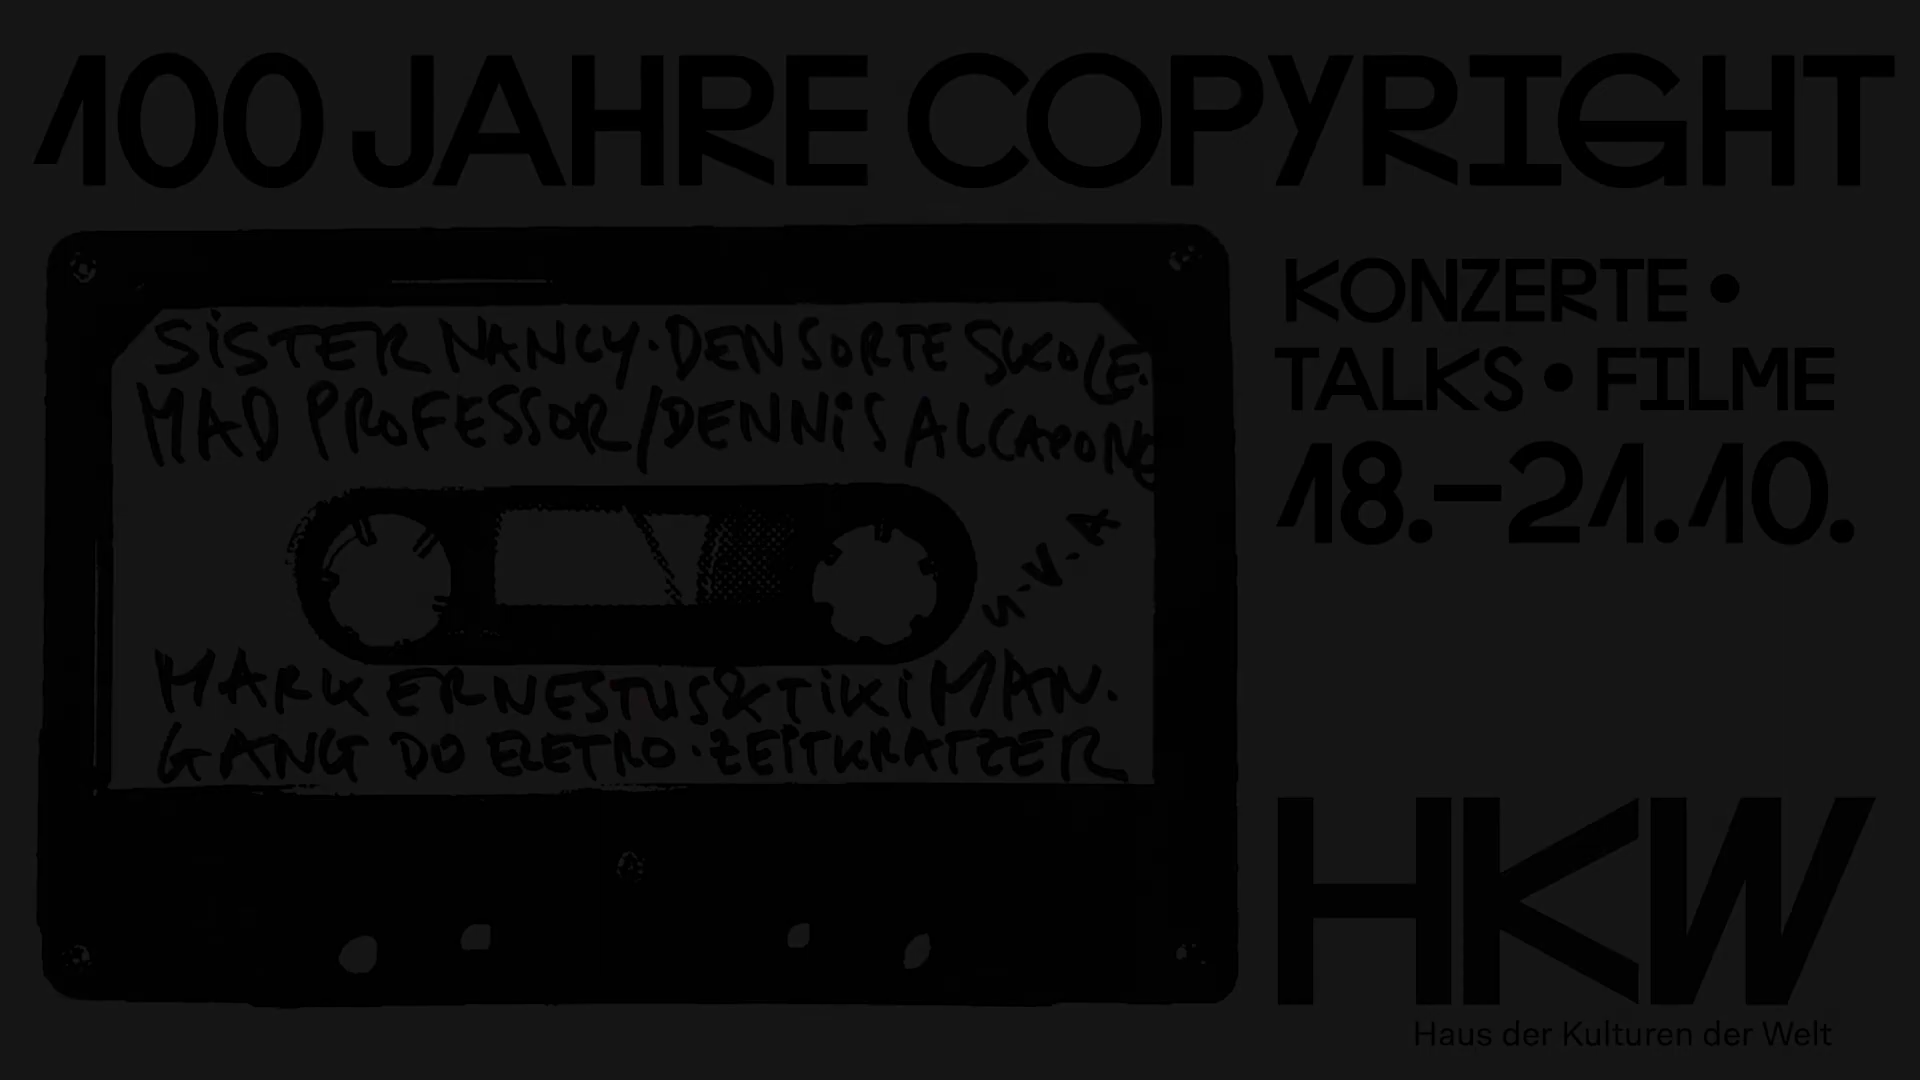 100 JAHRE COPYRIGHT
SISTER NANCY · DEN SORTE SKOLE ·
MAD PROFESSOR / DENNIS ALCAPONE
U·V·A
MARK ERNESTUS & TIKIMAN ·
GANG DO ELETRO · ZEITKRATZER
KONZERTE •
TALKS • FILME
18.–21.10.
HKW
Haus der Kulturen der Welt